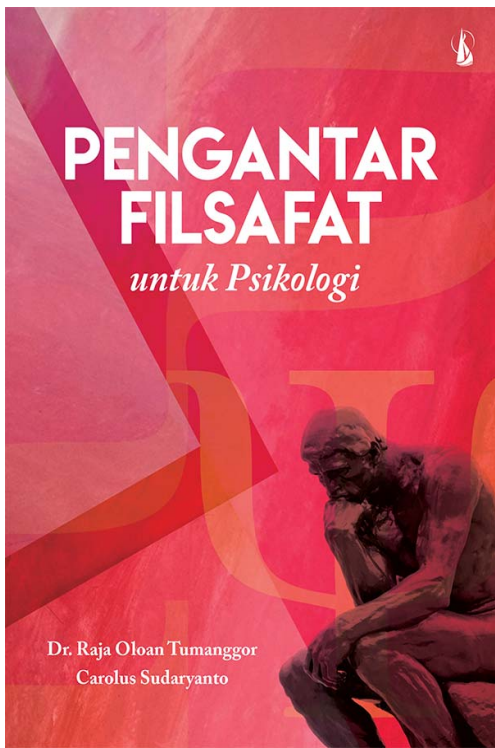 PENGANTAR
FILSAFAT
untuk Psikologi
Dr. Raja Oloan Tumanggor
Carolus Sudaryanto